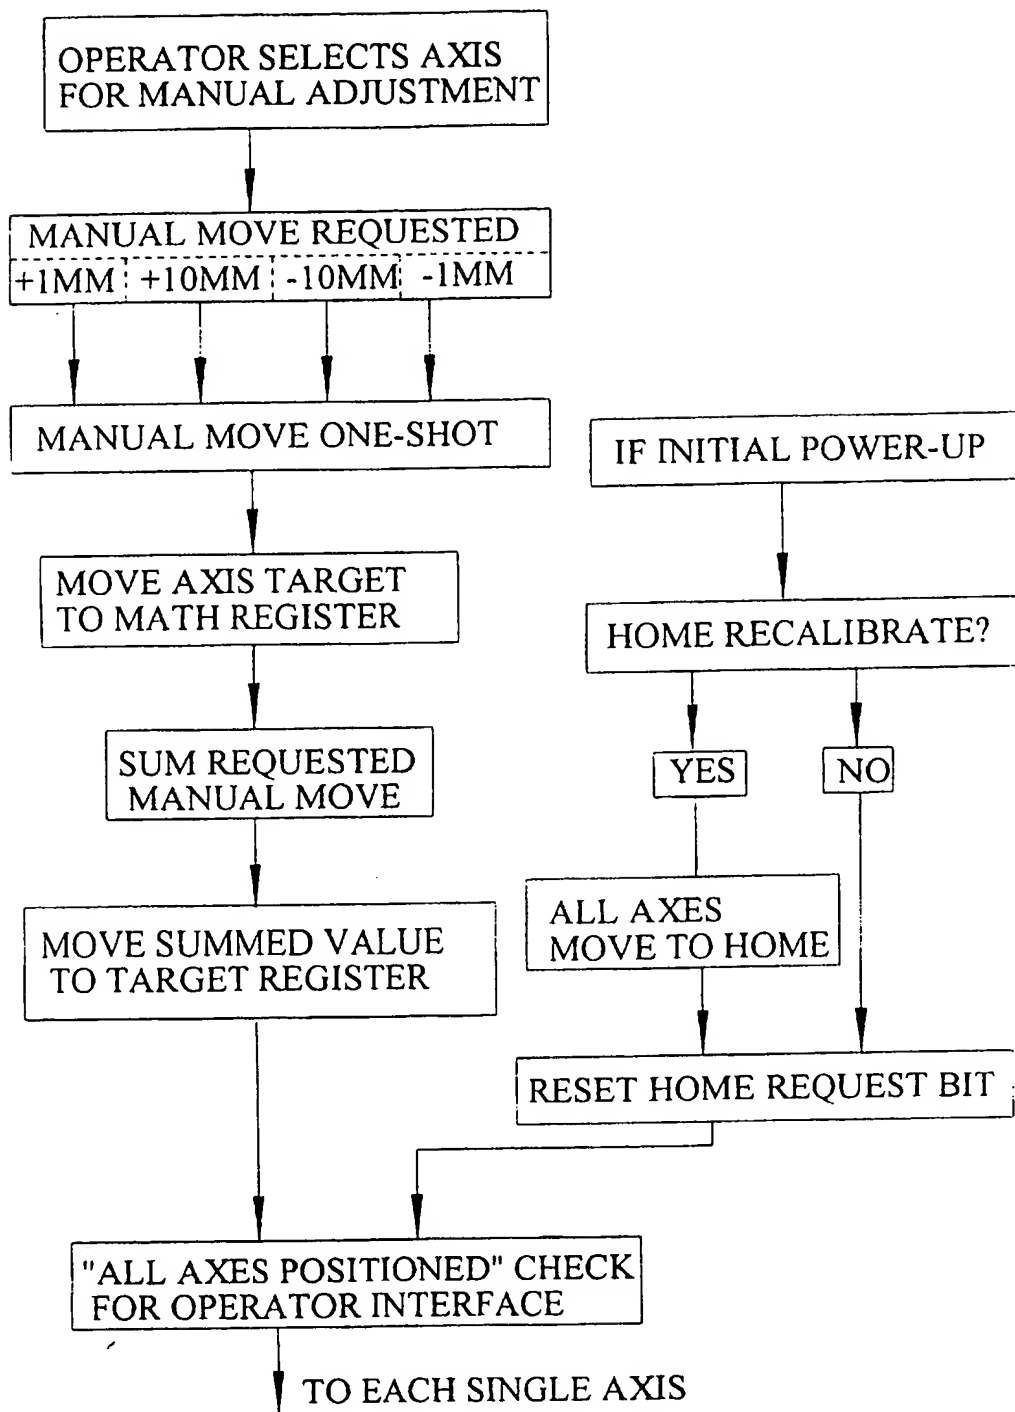 OPERATOR SELECTS AXIS
FOR MANUAL ADJUSTMENT
MANUAL MOVE REQUESTED
+1MM +10MM -10MM -1MM
MANUAL MOVE ONE-SHOT
MOVE AXIS TARGET
TO MATH REGISTER
SUM REQUESTED
MANUAL MOVE
MOVE SUMMED VALUE
TO TARGET REGISTER
IF INITIAL POWER-UP
HOME RECALIBRATE?
YES
NO
ALL AXES
MOVE TO HOME
RESET HOME REQUEST BIT
"ALL AXES POSITIONED" CHECK
FOR OPERATOR INTERFACE
TO EACH SINGLE AXIS